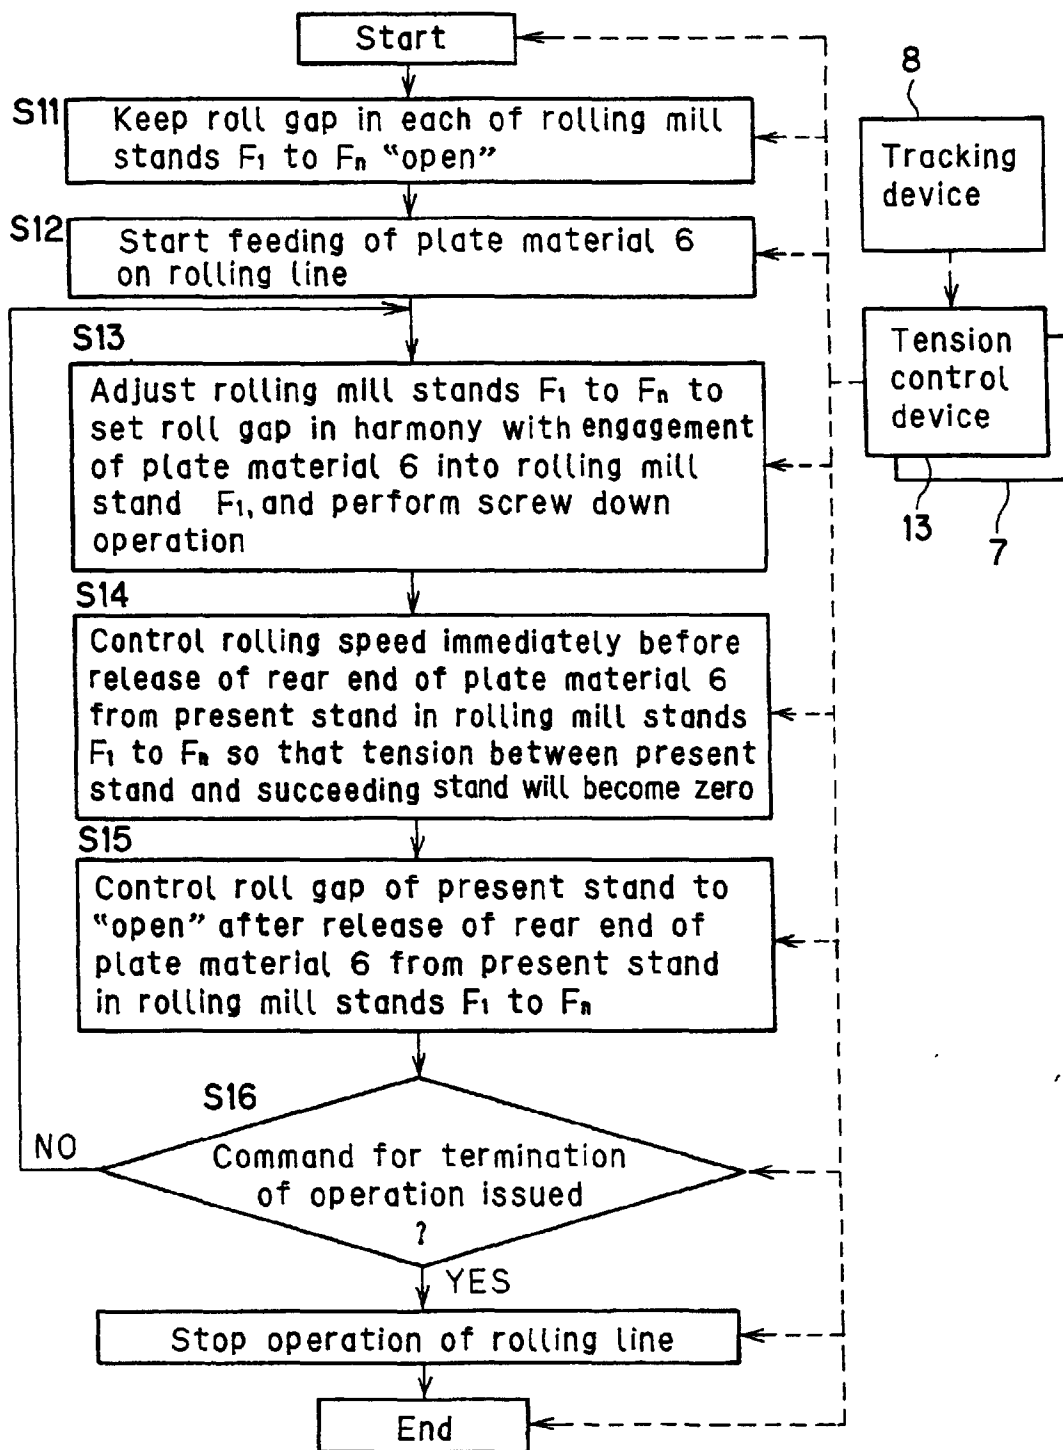 Start
S11
Keep roll gap in each of rolling mill
stands F1 to Fn “open”
S12
Start feeding of plate material 6
on rolling line
S13
Adjust rolling mill stands F1 to Fn to
set roll gap in harmony with engagement
of plate material 6 into rolling mill
stand F1, and perform screw down
operation
S14
Control rolling speed immediately before
release of rear end of plate material 6
from present stand in rolling mill stands
F1 to Fn so that tension between present
stand and succeeding stand will become zero
S15
Control roll gap of present stand to
“open” after release of rear end of
plate material 6 from present stand
in rolling mill stands F1 to Fn
S16
NO
Command for termination
of operation issued
?
YES
Stop operation of rolling line
End
8
Tracking
device
Tension
control
device
13
7